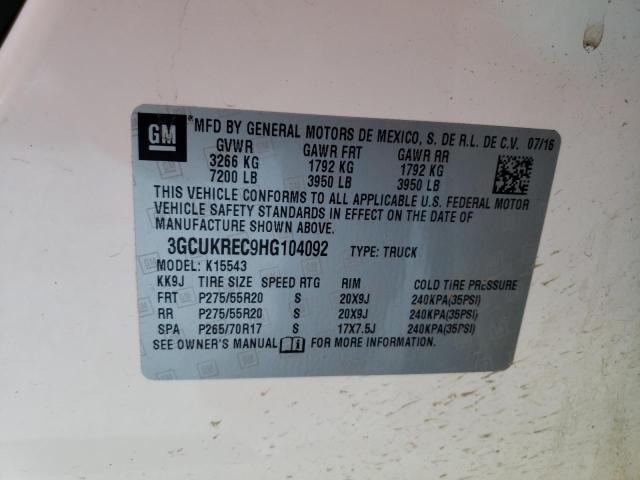 GM *MFD BY GENERAL MOTORS DE MEXICO, S. DE R.L. DE C.V. 07/16
GVWR GAWR FRT GAWR RR
3266 KG 1792 KG 1792 KG
7200 LB 3950 LB 3950 LB
THIS VEHICLE CONFORMS TO ALL APPLICABLE U.S. FEDERAL MOTOR
VEHICLE SAFETY STANDARDS IN EFFECT ON THE DATE OF
MANUFACTURE SHOWN ABOVE.
3GCUKREC9HG104092 TYPE: TRUCK
MODEL: K15543
KK9J TIRE SIZE SPEED RTG RIM COLD TIRE PRESSURE
FRT P275/55R20 S 20X9J 240KPA(35PSI)
RR P275/55R20 S 20X9J 240KPA(35PSI)
SPA P265/70R17 S 17X7.5J 240KPA(35PSI)
SEE OWNER'S MANUAL FOR MORE INFORMATION